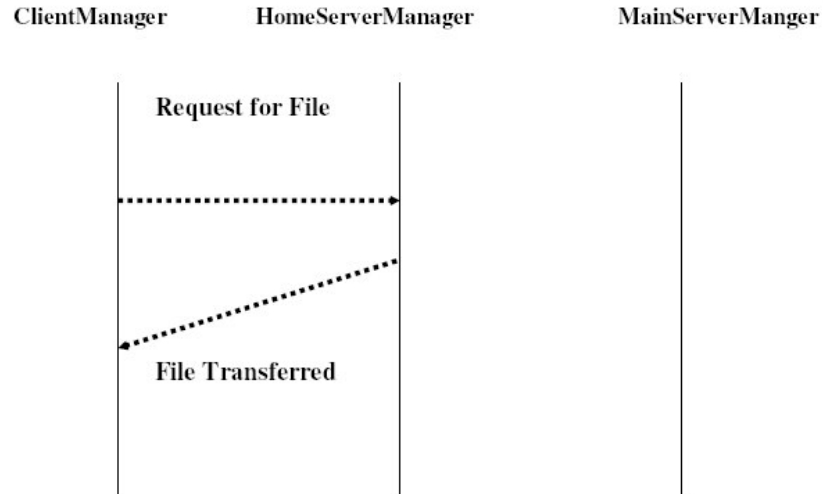 ClientManager HomeServerManager MainServerManger
Request for File
File Transferred